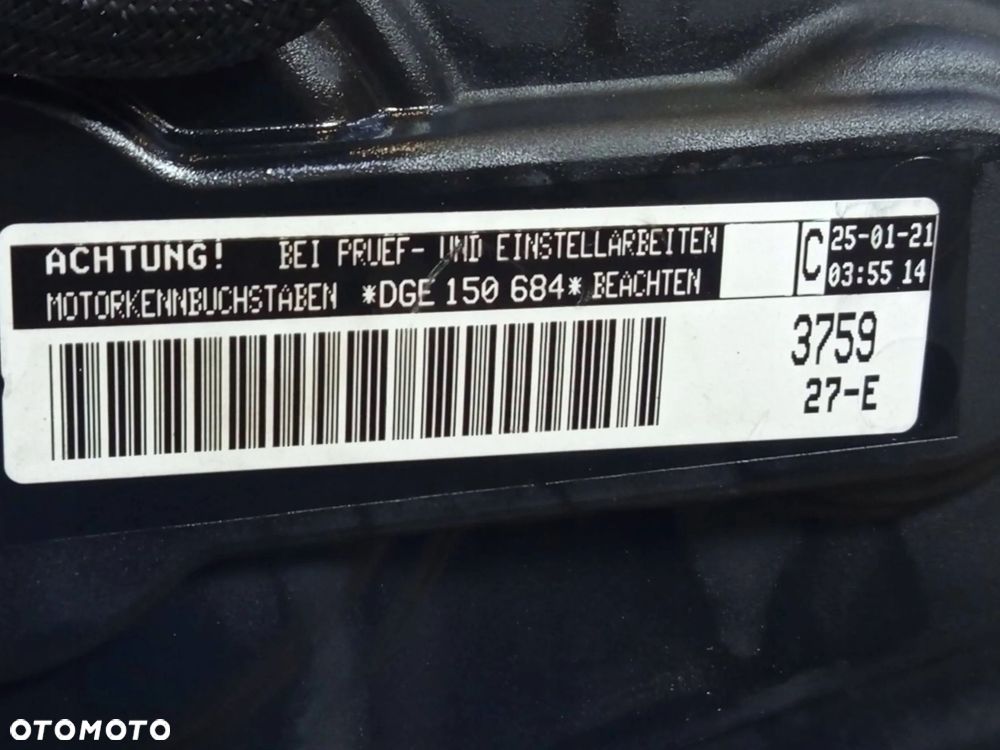 ACHTUNG! BEI PRUEF- UND EINSTELLARBEITEN
MOTORKENNBUCHSTABEN *DGE 150 684* BEACHTEN
C
25-01-21
03:55 14
3759
27-E
OTOMOTO